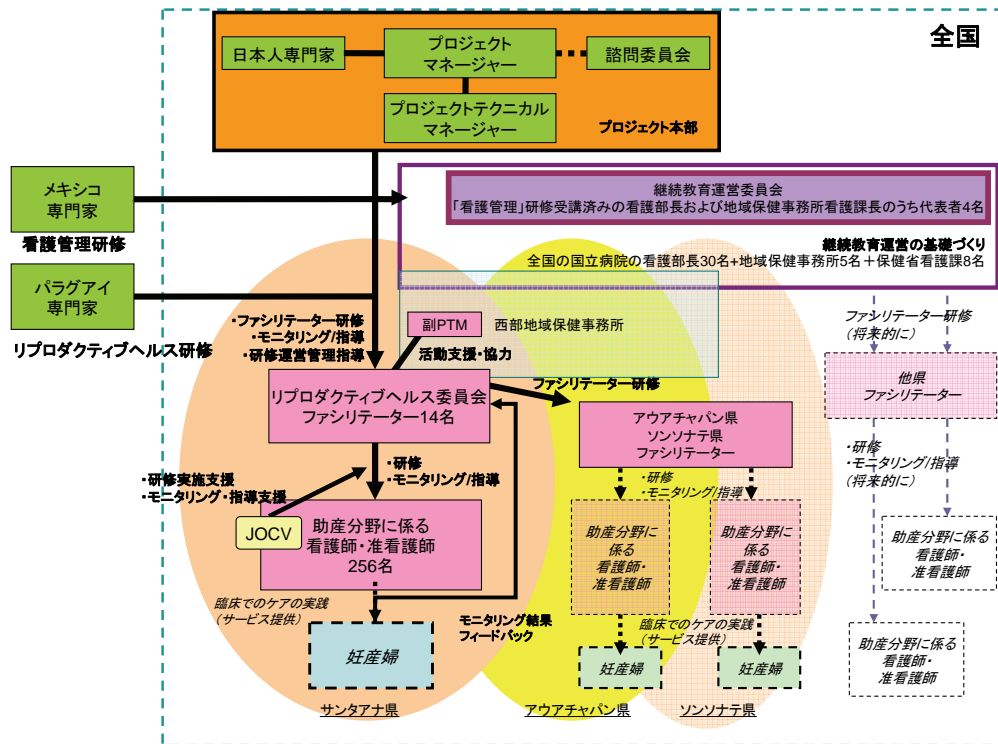 全国
日本人専門家
プロジェクト
マネージャー
諮問委員会
プロジェクトテクニカル
マネージャー
プロジェクト本部
メキシコ
専門家
看護管理研修
継続教育運営委員会
「看護管理」研修受講済みの看護部長および地域保健事務所看護課長のうち代表者4名
継続教育運営の基礎づくり
全国の国立病院の看護部長30名+地域保健事務所5名+保健省看護課8名
パラグアイ
専門家
リプロダクティブヘルス研修
・ファシリテーター研修
・モニタリング/指導
・研修運営管理指導
副PTM
西部地域保健事務所
活動支援・協力
ファシリテーター研修
(将来的に)
リプロダクティブヘルス委員会
ファシリテーター14名
ファシリテーター研修
アウアチャパン県
ソンソナテ県
ファシリテーター
他県
ファシリテーター
・研修実施支援
・モニタリング・指導支援
・研修
・モニタリング/指導
・研修
・モニタリング/指導
・研修
・モニタリング/指導
(将来的に)
JOCV
助産分野に係る
看護師・准看護師
256名
助産分野に
係る
看護師・
准看護師
助産分野に
係る
看護師・
准看護師
助産分野に係る
看護師・
准看護師
臨床でのケアの実践
(サービス提供)
モニタリング結果
フィードバック
臨床でのケアの実践
(サービス提供)
助産分野に係る
看護師・
准看護師
妊産婦
妊産婦
妊産婦
サンタアナ県
アウアチャパン県
ソンソナテ県